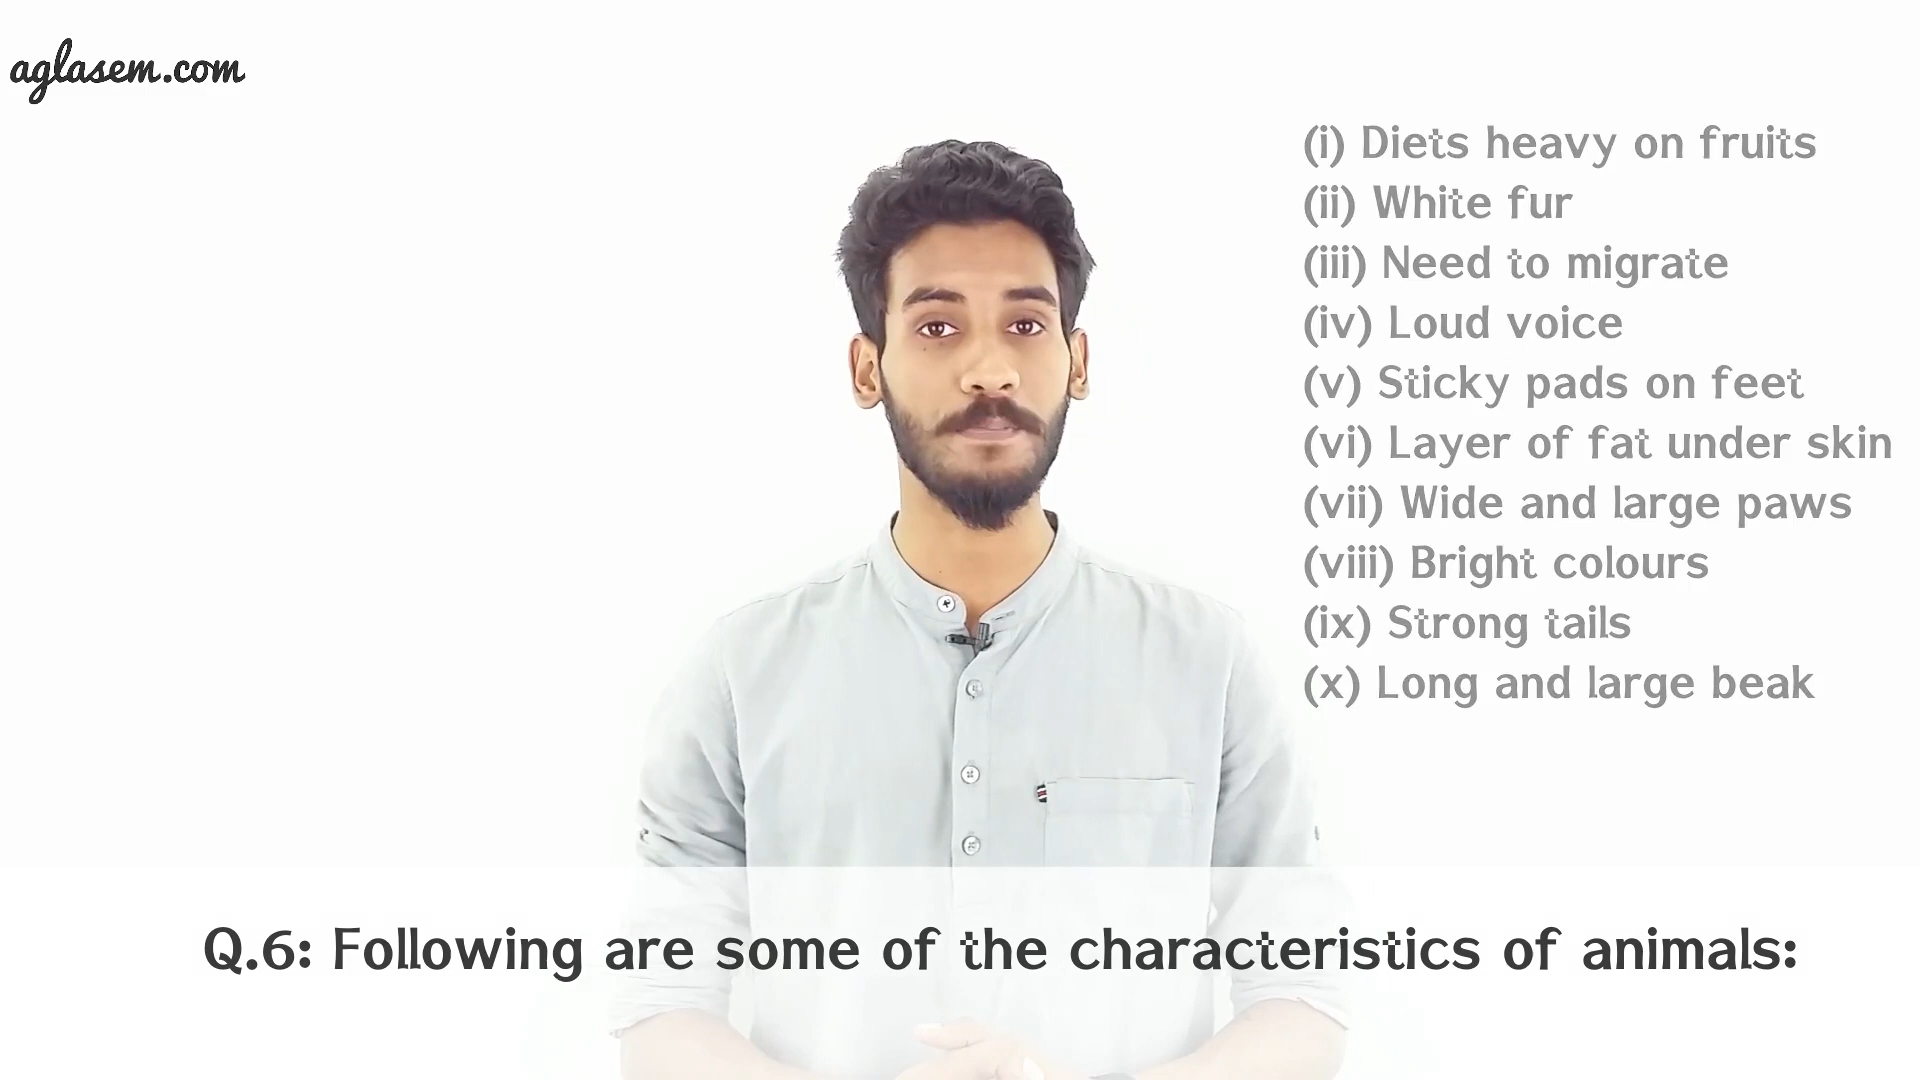 aglasem.com
(i) Diets heavy on fruits
(ii) White fur
(iii) Need to migrate
(iv) Loud voice
(v) Sticky pads on feet
(vi) Layer of fat under skin
(vii) Wide and large paws
(viii) Bright colours
(ix) Strong tails
(x) Long and large beak
Q.6: Following are some of the characteristics of animals: